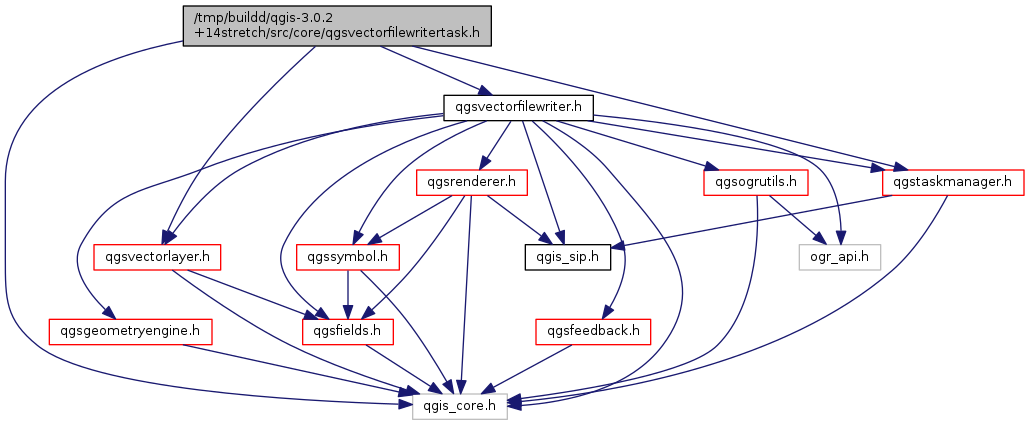 /tmp/buildd/qgis-3.0.2
+14stretch/src/core/qgsvectorfilewritertask.h
qgsvectorfilewriter.h
qgsrenderer.h
qgsogrutils.h
qgstaskmanager.h
qgsvectorlayer.h
qgssymbol.h
qgis_sip.h
ogr_api.h
qgsgeometryengine.h
qgsfields.h
qgsfeedback.h
qgis_core.h